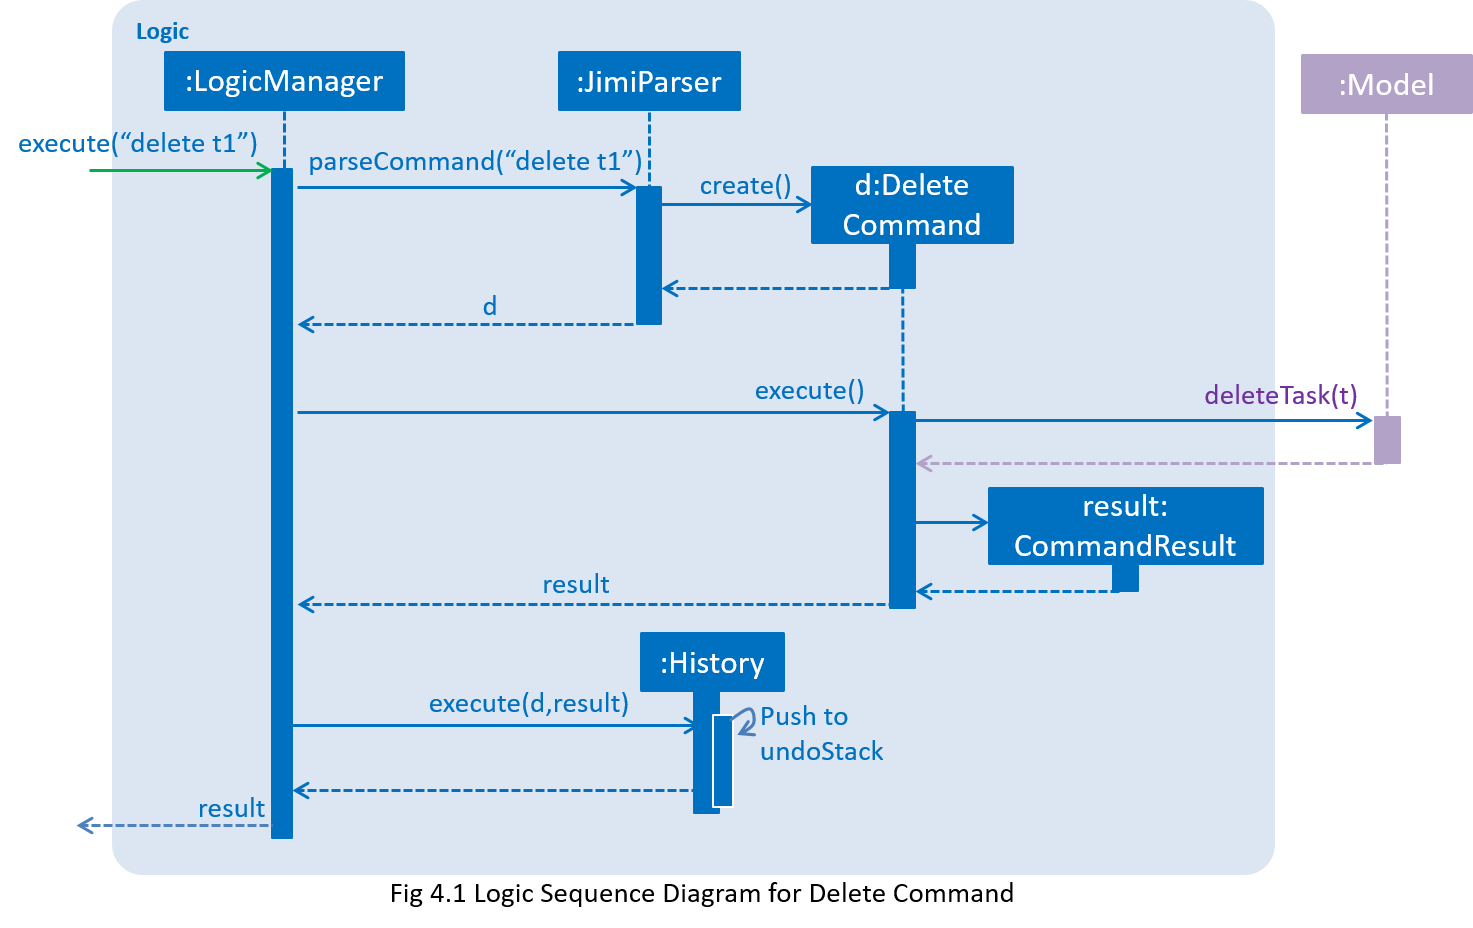 Logic
:LogicManager
:JimiParser
:Model
execute(“delete t1”)
parseCommand(“delete t1”)
create()
d:Delete
Command
d
execute()
deleteTask(t)
result:
CommandResult
result
:History
execute(d,result)
Push to
undoStack
result
Fig 4.1 Logic Sequence Diagram for Delete Command